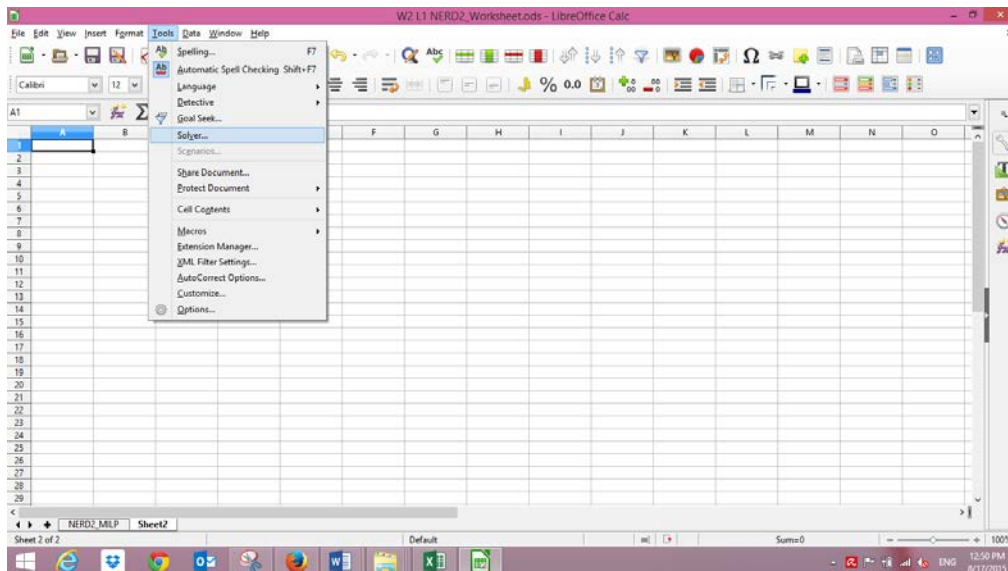 W2 L1 NERD2_Worksheet.ods - LibreOffice Calc
File Edit View Insert Format Tools Data Window Help
Spelling... F7
Automatic Spell Checking Shift+F7
Language
Detective
Goal Seek...
Solver...
Scenarios...
Share Document...
Protect Document
Cell Contents
Macros
Extension Manager...
XML Filter Settings...
AutoCorrect Options...
Customize...
Options...
Calibri 12
A1
A B F G H I J K L M N O
1
2
3
4
5
6
7
8
9
10
11
12
13
14
15
16
17
18
19
20
21
22
23
24
25
26
27
28
29
NERD2_MILP Sheet2
Sheet 2 of 2 Default Sum=0 100%
ENG 12:50 PM
8/17/2015